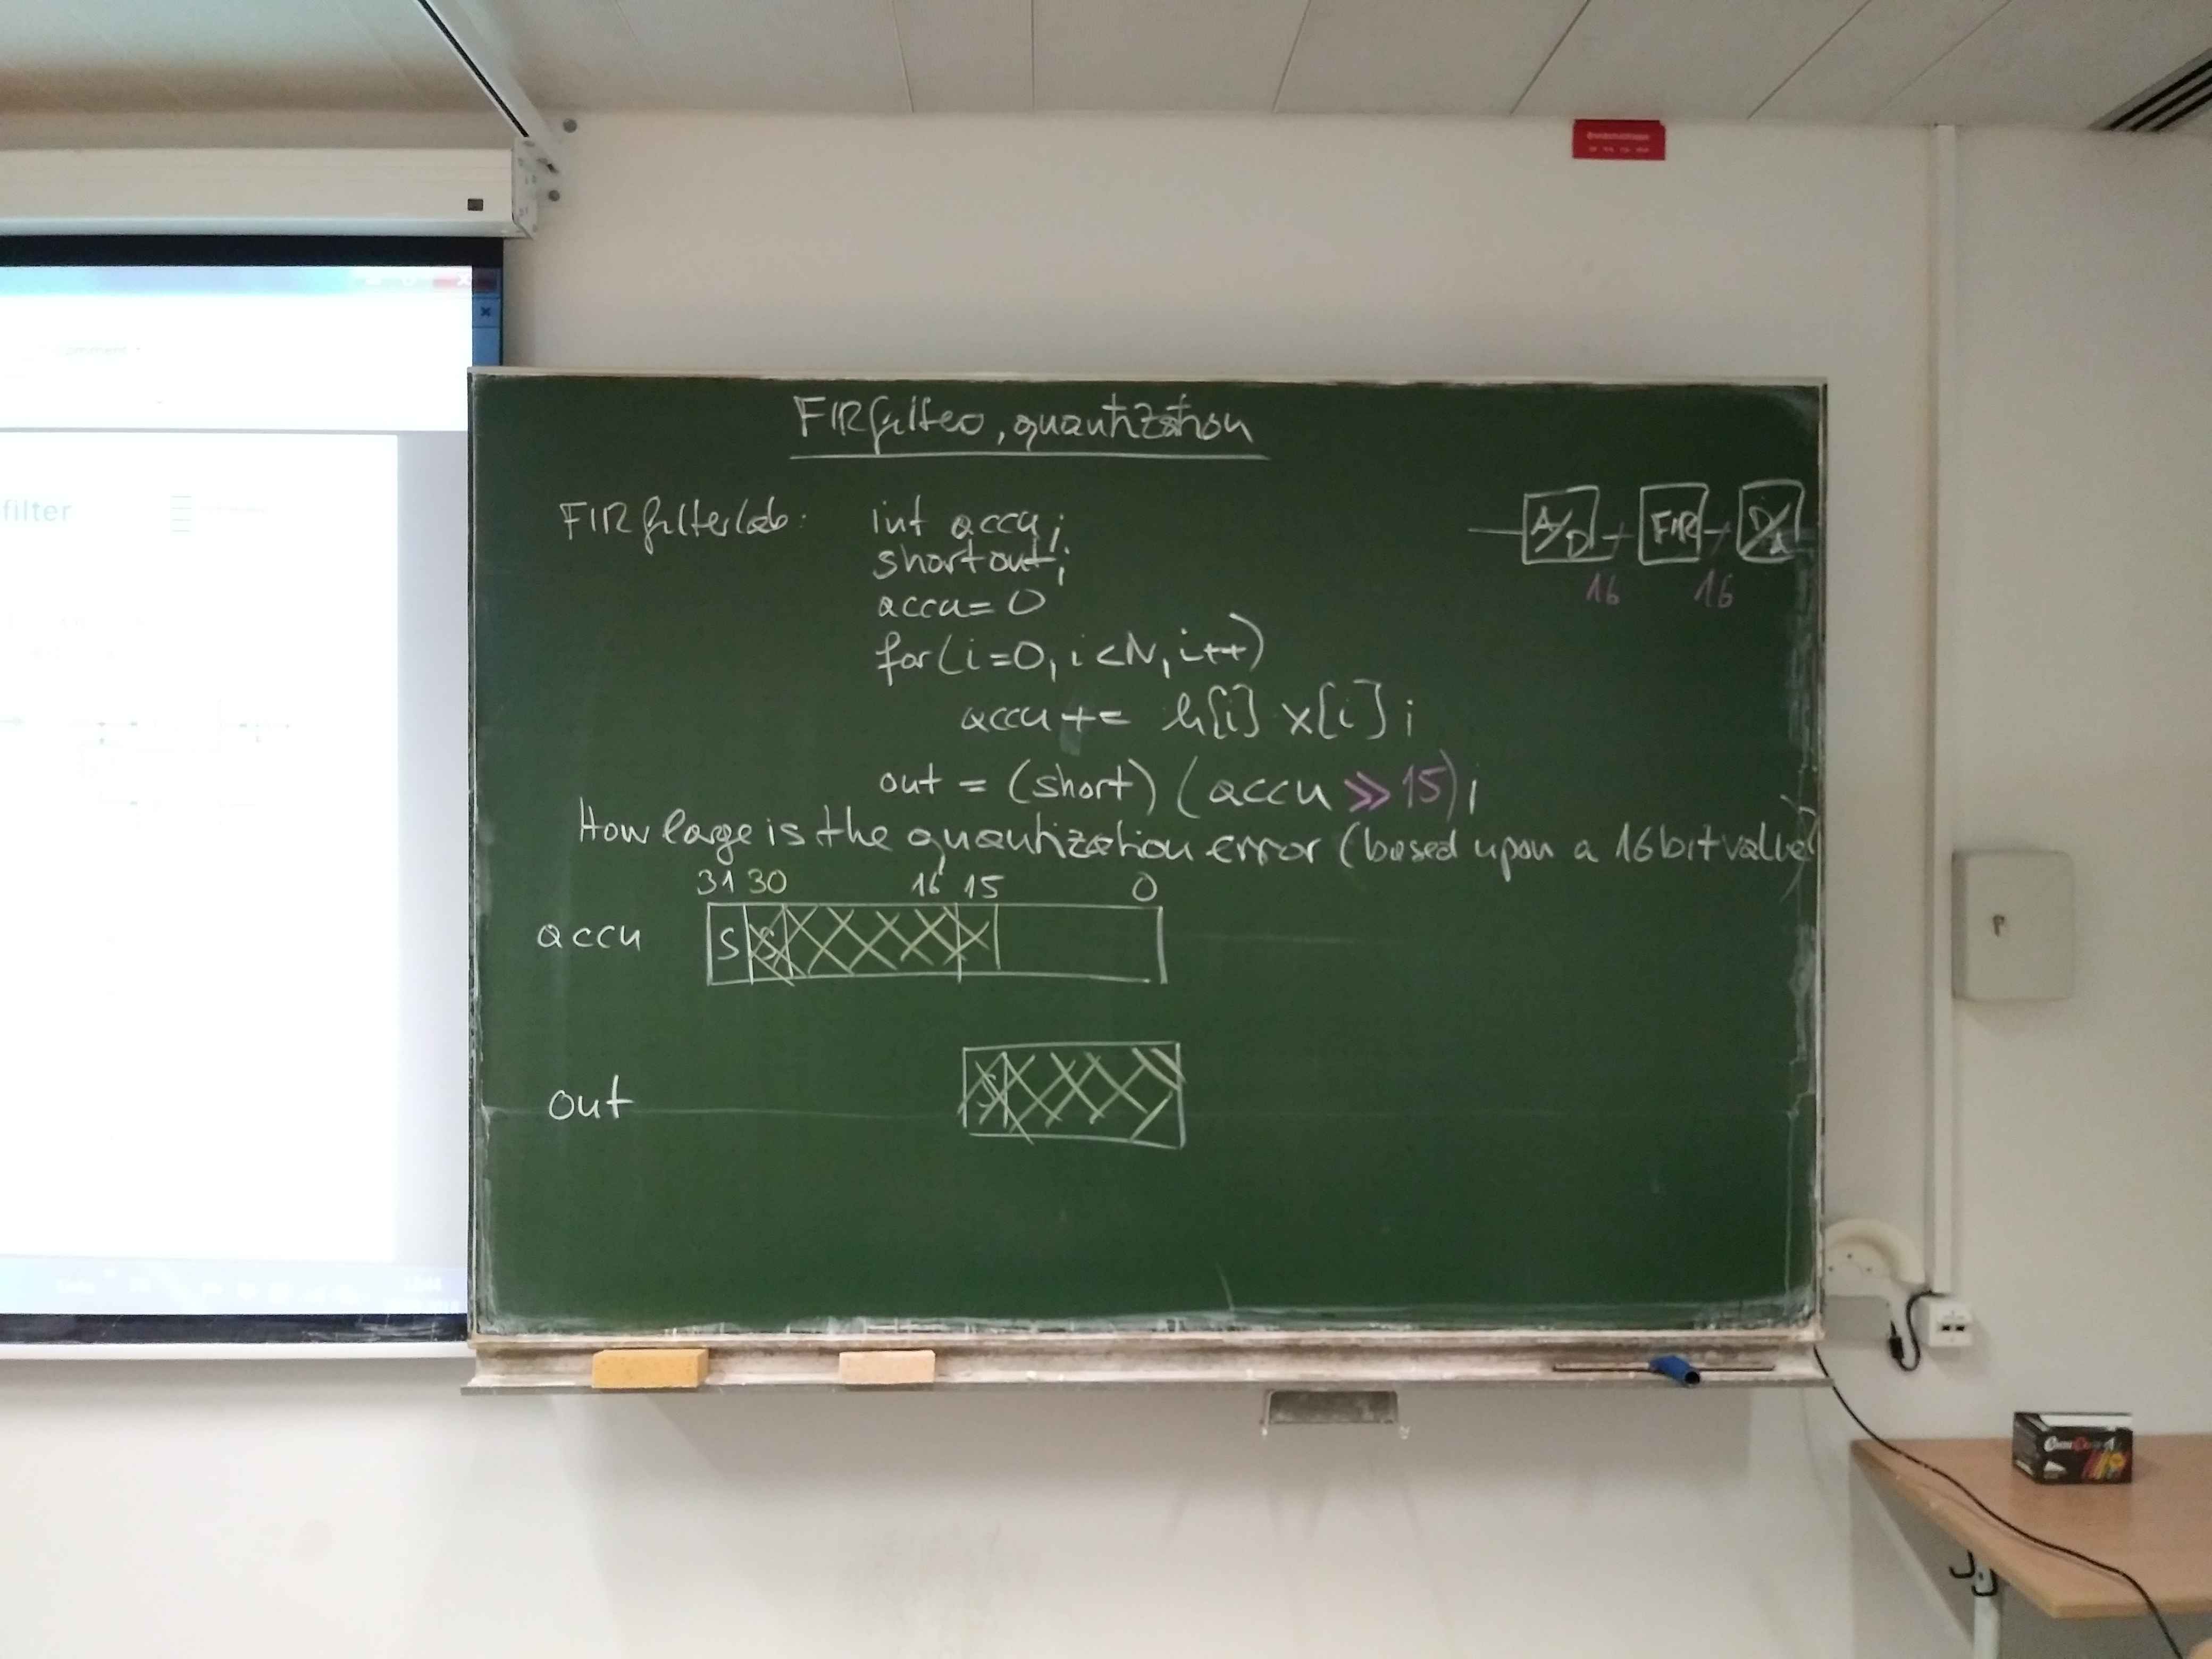 filter
FIR filter, quantization
FIR filter lab: int accu;
short out;
accu = 0
for(i=0, i<N, i++)
accu += h[i] x[i];
out = (short) (accu >> 15);
A/D FIR D/A
16 16
How large is the quantization error (based upon a 16 bit value)
31 30 16 15 0
accu S S
out S